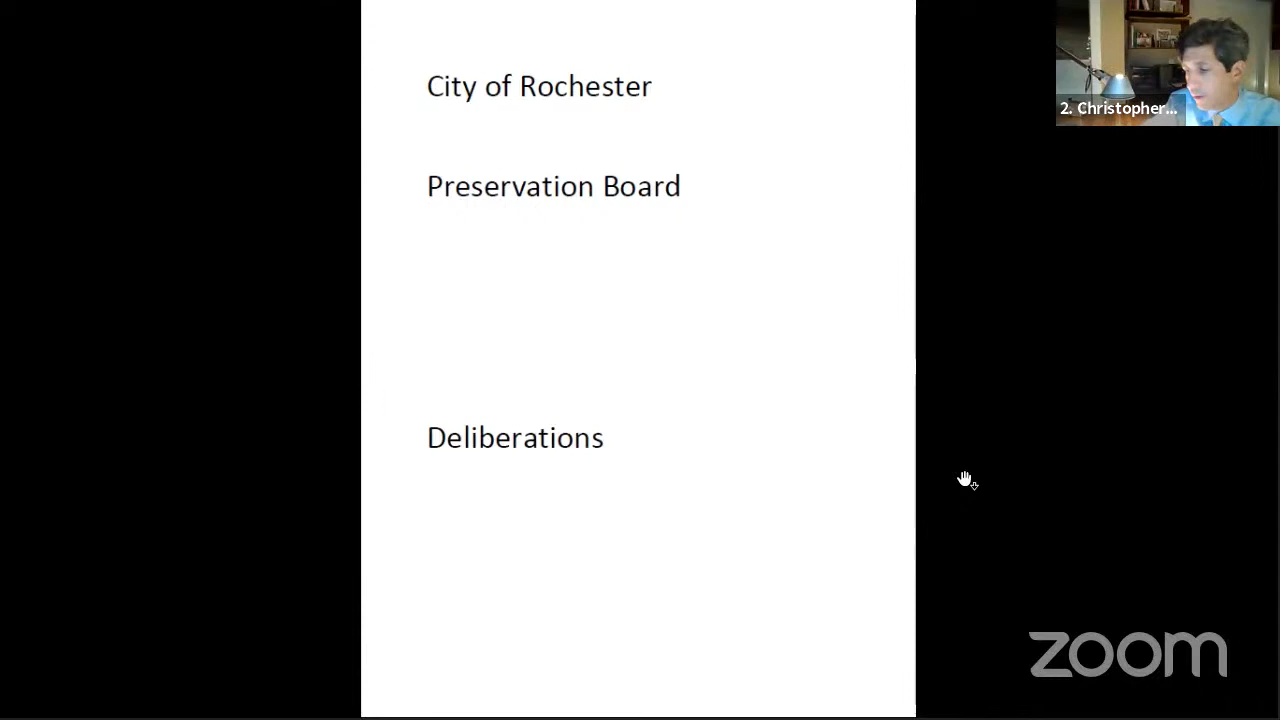 City of Rochester
2. Christopher...
Preservation Board
Deliberations
zoom